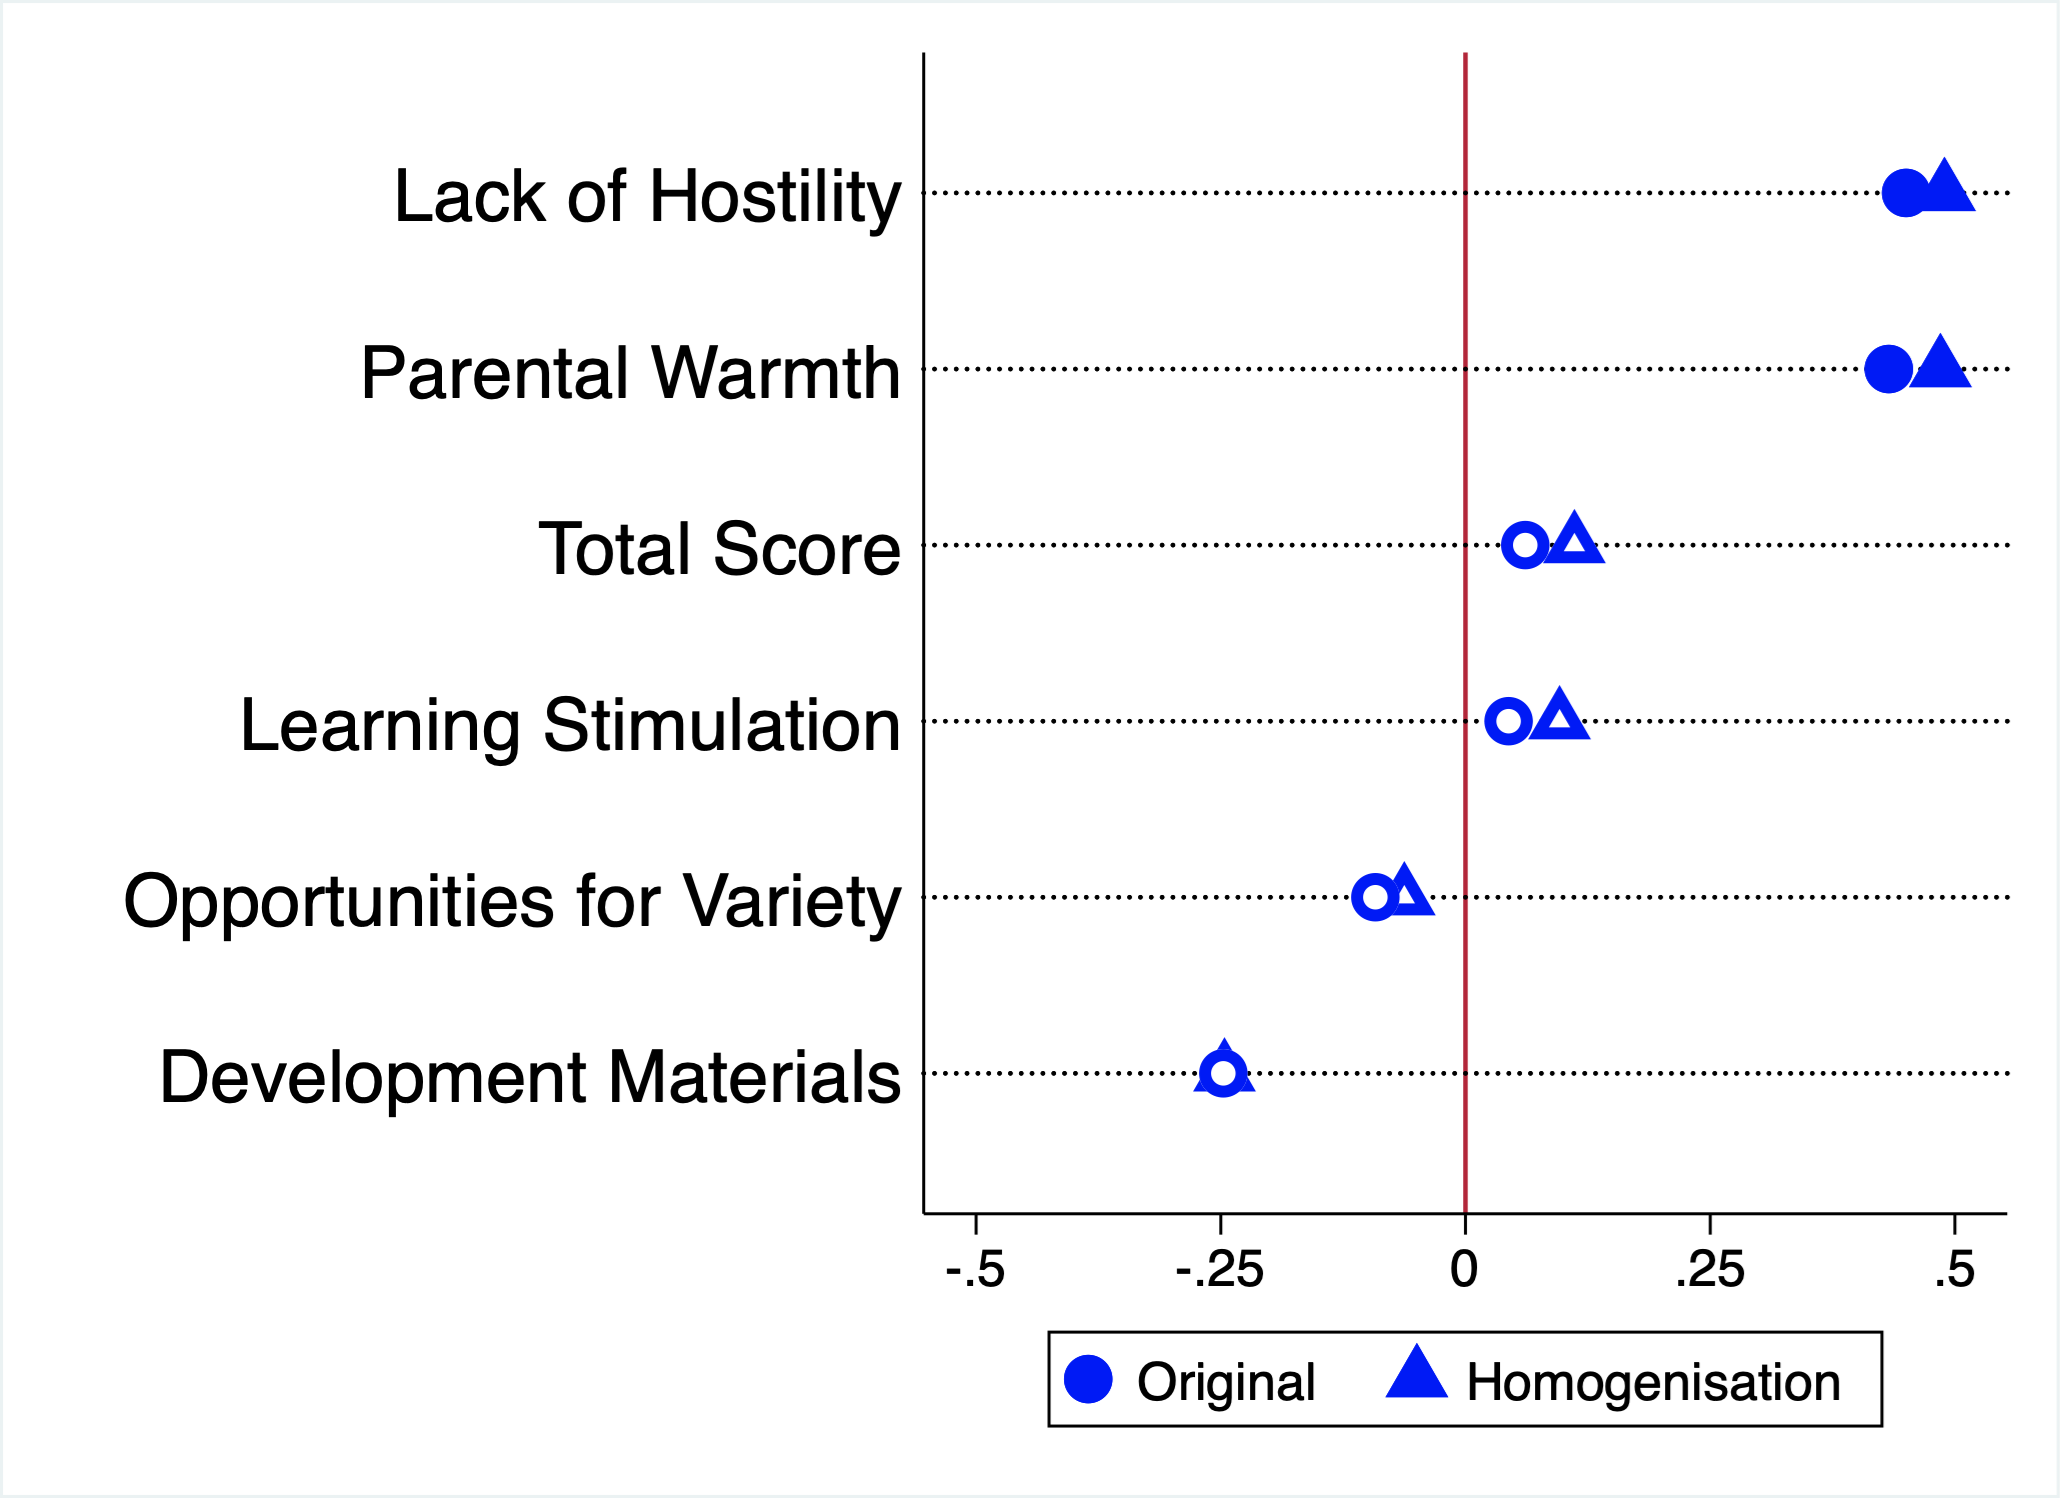 Lack of Hostility
Parental Warmth
Total Score
Learning Stimulation
Opportunities for Variety
Development Materials
-.5 -.25 0 .25 .5
Original Homogenisation